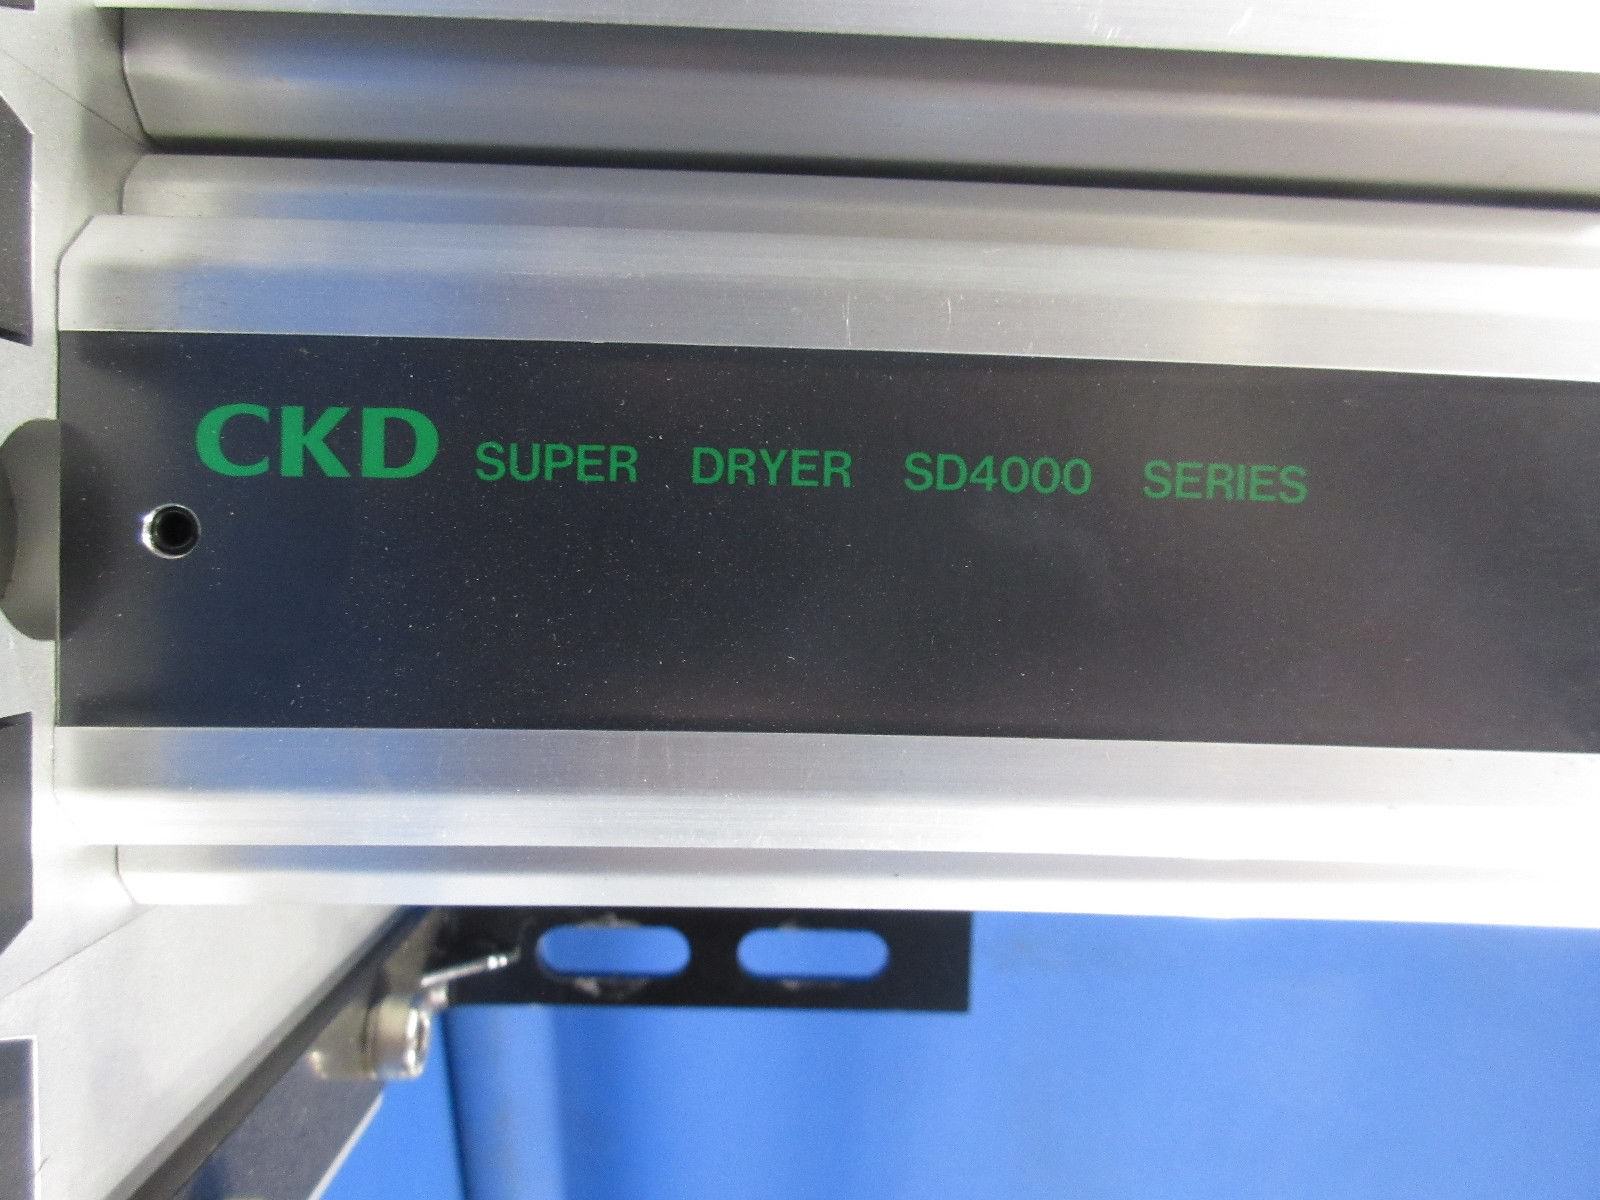 CKD SUPER DRYER SD4000 SERIES